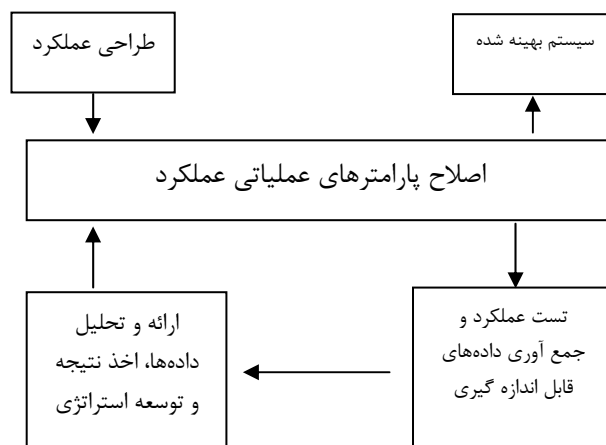 طراحی عملکرد
سیستم بهینه شده
اصلاح پارامترهای عملیاتی عملکرد
ارائه و تحلیل
داده‌ها، اخذ نتیجه
و توسعه استراتژی
تست عملکرد و
جمع آوری داده‌های
قابل اندازه گیری